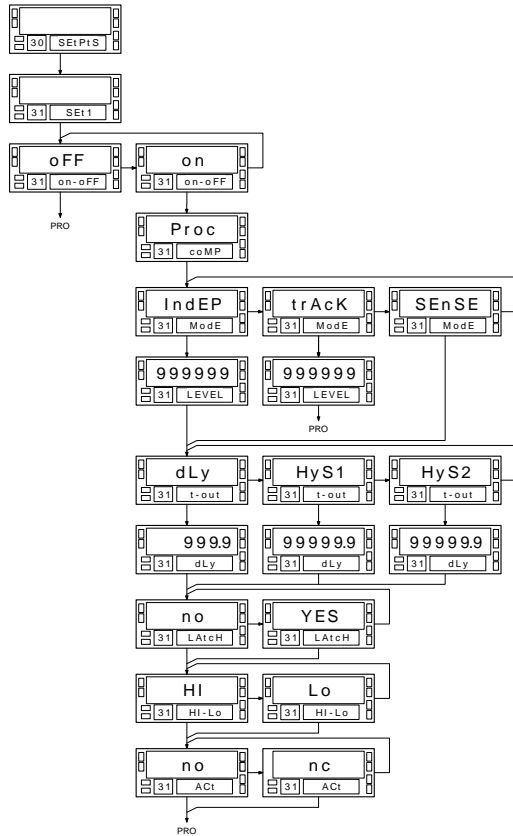 30 SEtPtS
31 SEt1
oFF on
31 on-oFF 31 on-oFF
PRO
Proc
31 coMP
IndEP trAcK SEnSE
31 ModE 31 ModE 31 ModE
999999 999999
31 LEVEL 31 LEVEL
PRO
dLy HyS1 HyS2
31 t-out 31 t-out 31 t-out
999.9 99999.9 99999.9
31 dLy 31 dLy 31 dLy
no YES
31 LAtcH 31 LAtcH
HI Lo
31 HI-Lo 31 HI-Lo
no nc
31 ACt 31 ACt
PRO